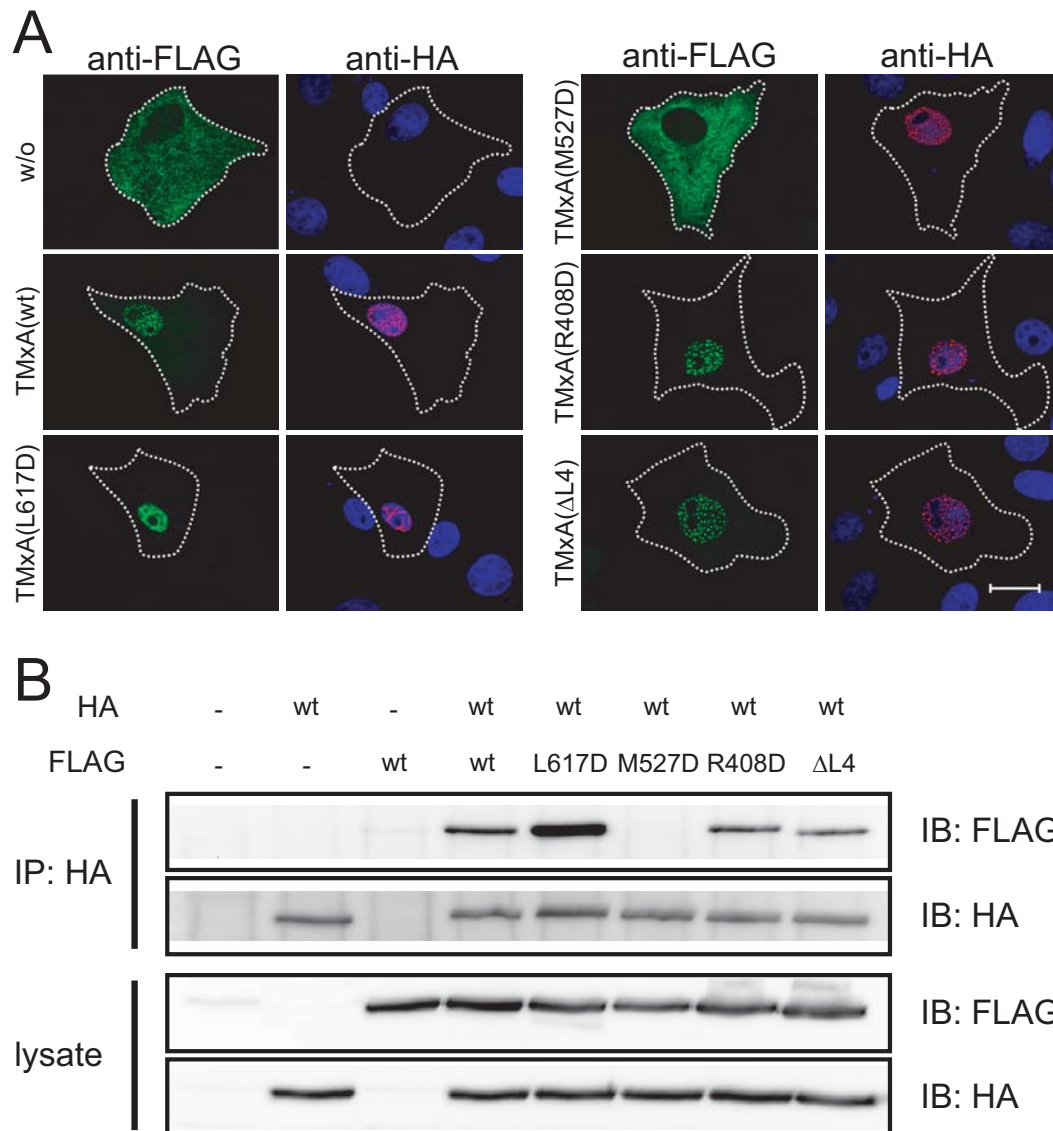 A
anti-FLAG anti-HA anti-FLAG anti-HA
w/o
TMxA(M527D)
TMxA(wt)
TMxA(R408D)
TMxA(L617D)
TMxA(ΔL4)
B
HA - wt - wt wt wt wt wt
FLAG - - wt wt L617D M527D R408D ΔL4
IP: HA
IB: FLAG
IB: HA
lysate
IB: FLAG
IB: HA